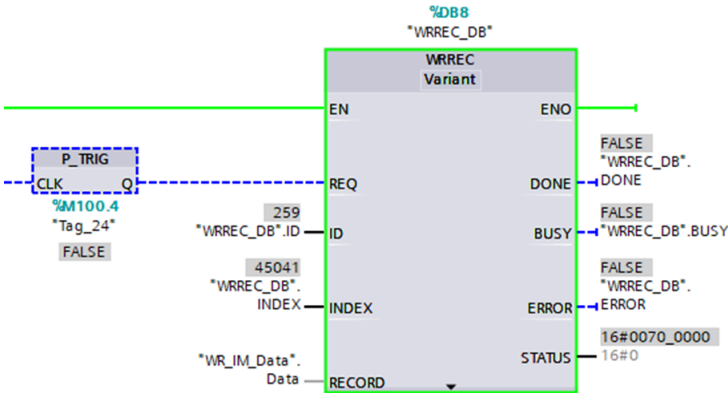 %DB8
"WRREC_DB"
WRREC
Variant
EN
ENO
P_TRIG
CLK
Q
%M100.4
"Tag_24"
FALSE
REQ
FALSE
"WRREC_DB".
DONE
DONE
259
"WRREC_DB".ID
ID
FALSE
BUSY
"WRREC_DB".BUSY
45041
"WRREC_DB".
INDEX
INDEX
FALSE
"WRREC_DB".
ERROR
ERROR
16#0070_0000
STATUS
16#0
"WR_IM_Data".
Data
RECORD